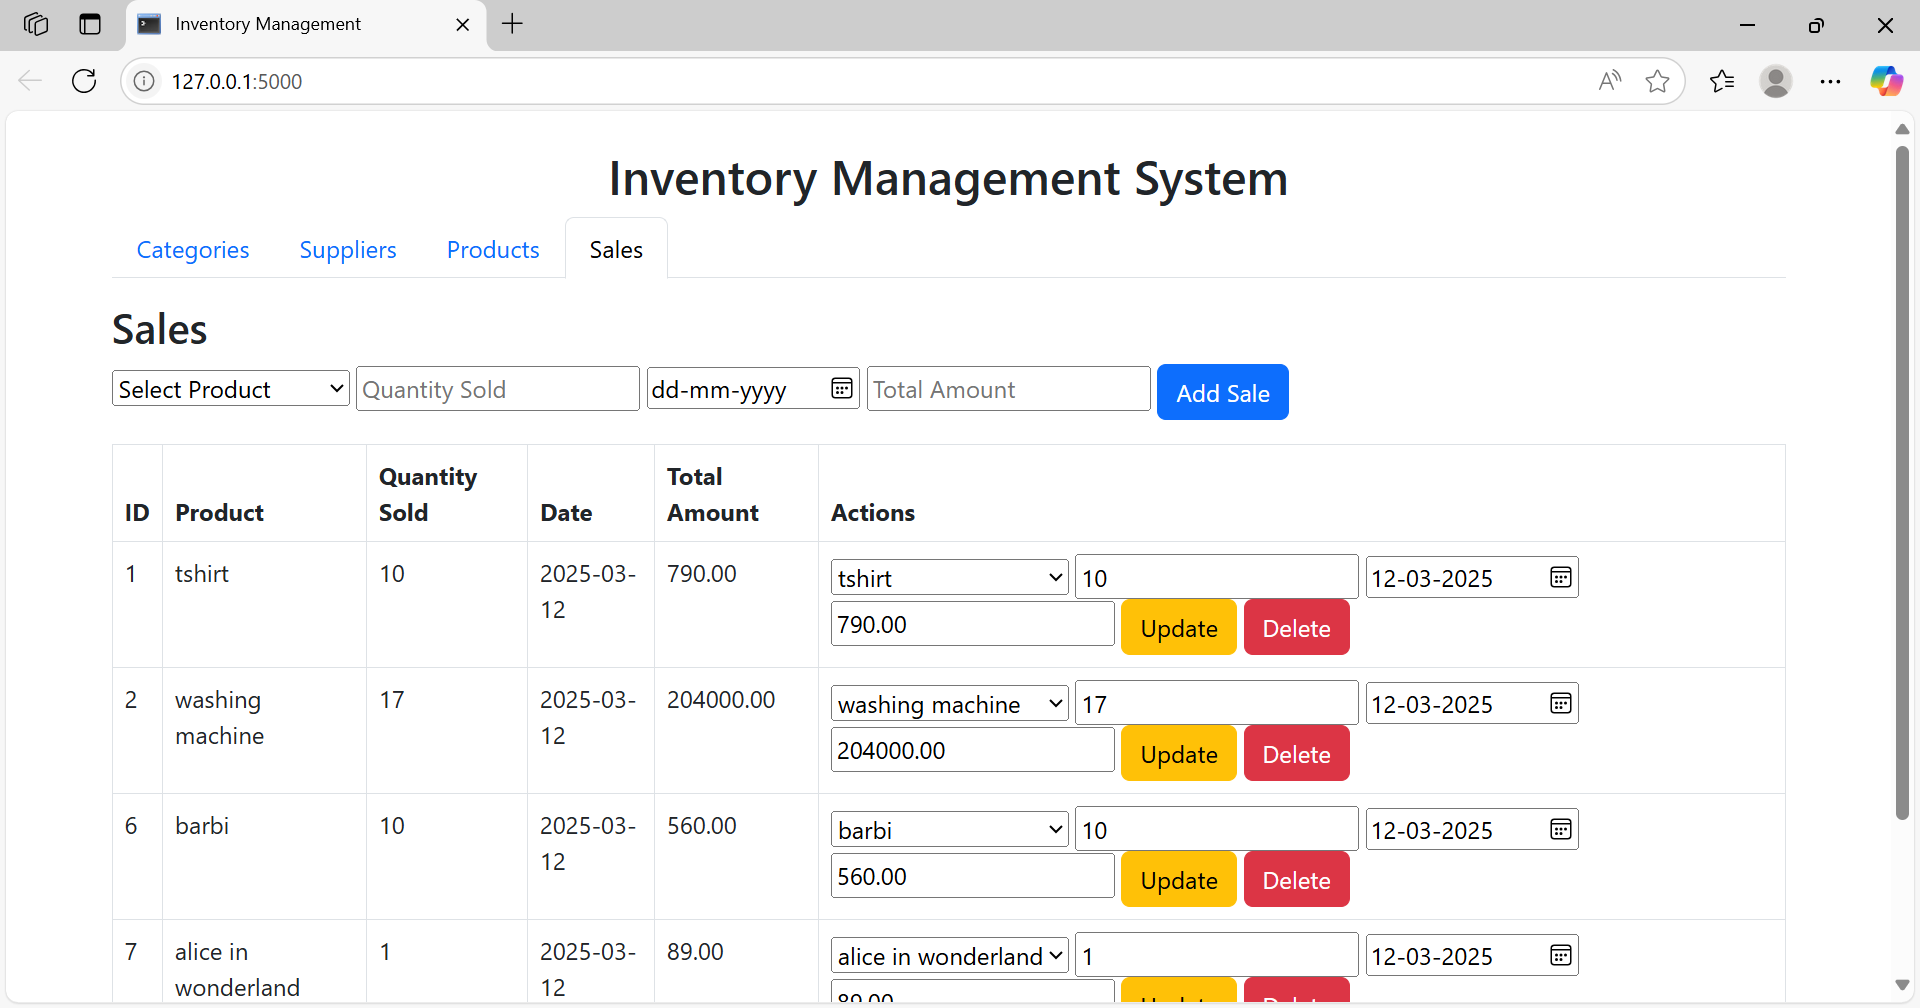 Inventory Management
127.0.0.1:5000
Inventory Management System
Categories Suppliers Products Sales
Sales
Select Product Quantity Sold dd-mm-yyyy Total Amount Add Sale
ID Product Quantity Sold Date Total Amount Actions
1 tshirt 10 2025-03-12 790.00 tshirt 10 12-03-2025
790.00 Update Delete
2 washing machine 17 2025-03-12 204000.00 washing machine 17 12-03-2025
204000.00 Update Delete
6 barbi 10 2025-03-12 560.00 barbi 10 12-03-2025
560.00 Update Delete
7 alice in wonderland 1 2025-03-12 89.00 alice in wonderland 1 12-03-2025
89.00 Update Delete